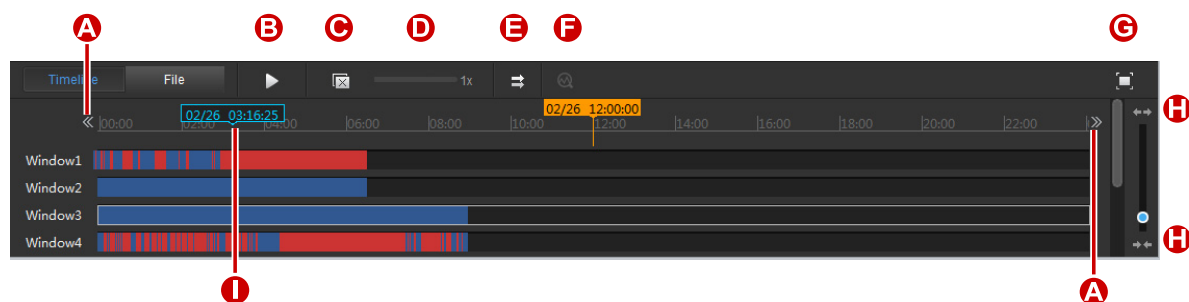 A B C D E F G
Timeline File 1x
02/26 03:16:25 02/26 12:00:00 H
00:00 02:00 04:00 06:00 08:00 10:00 12:00 14:00 16:00 18:00 20:00 22:00
Window1
Window2
Window3
Window4 H
I A